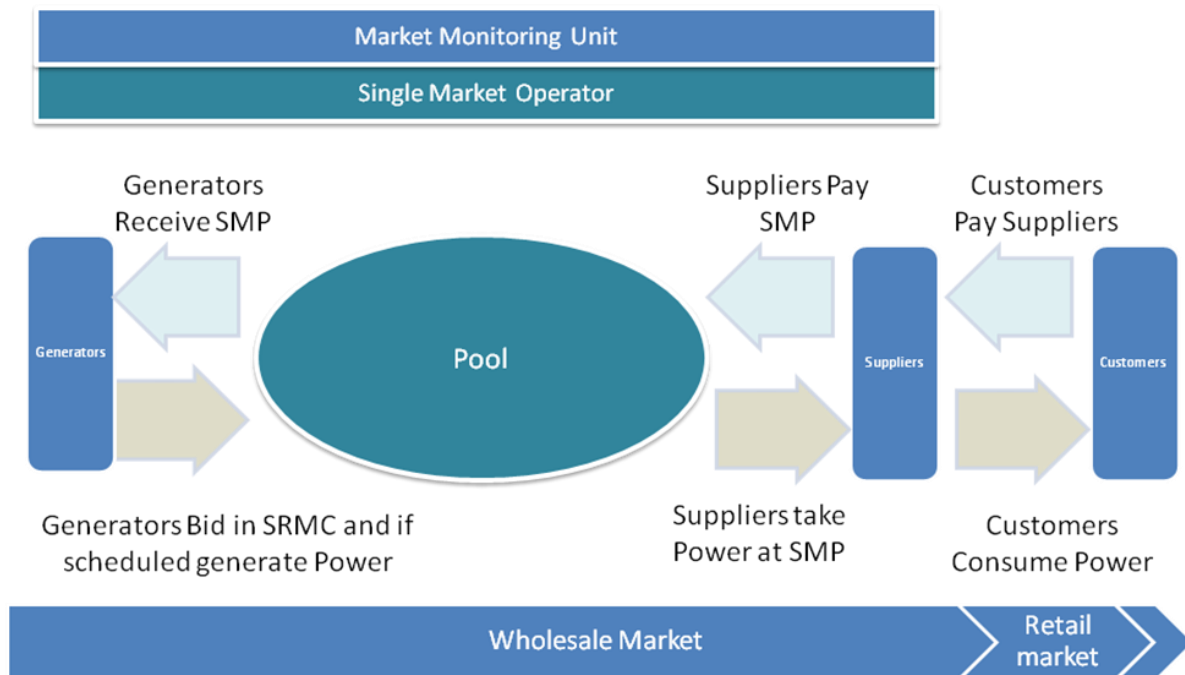 Market Monitoring Unit
Single Market Operator
Generators
Receive SMP
Suppliers Pay
SMP
Customers
Pay Suppliers
Generators
Pool
Suppliers
Customers
Generators Bid in SRMC and if
scheduled generate Power
Suppliers take
Power at SMP
Customers
Consume Power
Wholesale Market
Retail
market